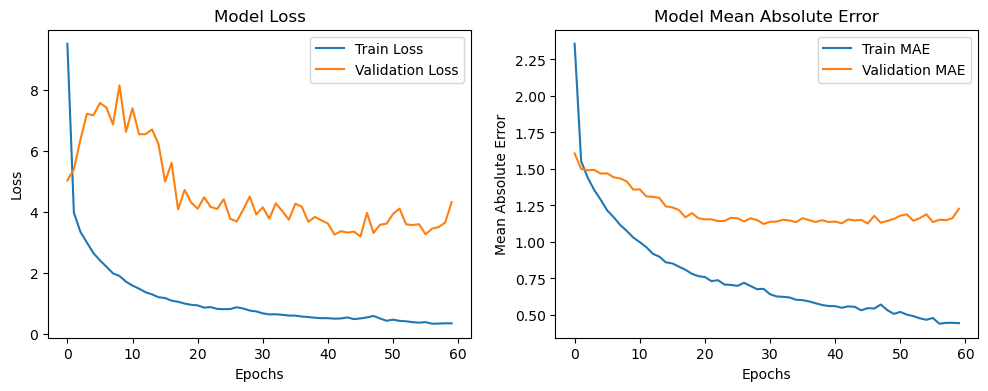 Model Loss
Train Loss
Validation Loss
Loss
8
6
4
2
0
0 10 20 30 40 50 60
Epochs
Model Mean Absolute Error
Train MAE
Validation MAE
Mean Absolute Error
2.25
2.00
1.75
1.50
1.25
1.00
0.75
0.50
0 10 20 30 40 50 60
Epochs